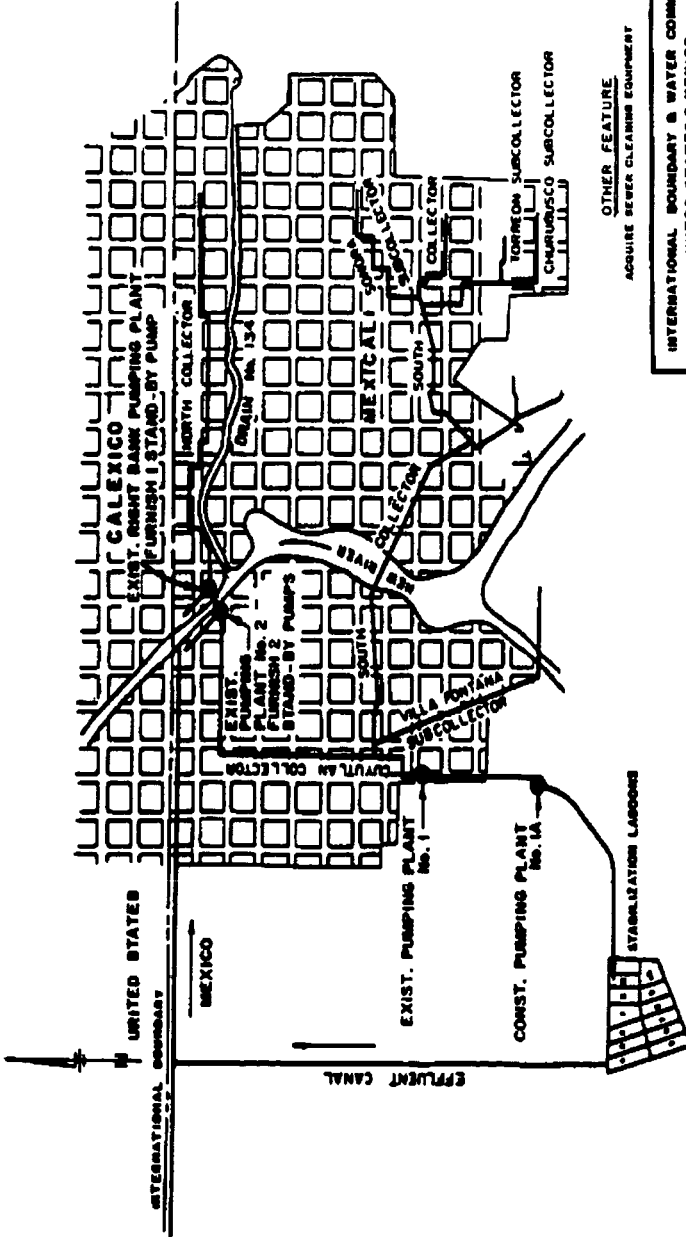 UNITED STATES
INTERNATIONAL BOUNDARY
MEXICO
CALEXICO
EXIST. RIGHT BANK PUMPING PLANT
FURNISH 1 STAND-BY PUMP
NORTH COLLECTOR
DRAIN No. 134
EXIST.
PUMPING
PLANT No. 2
FURNISH 2
STAND-BY PUMPS
NEW
RIVER
MEXICALI
SUBCOLLECTOR
SOUTH
COLLECTOR
SOUTH
COLLECTOR
TORREON SUBCOLLECTOR
CHURUBUSCO SUBCOLLECTOR
VILLA FONTANA
SUBCOLLECTOR
CUYUTLAN COLLECTOR
EXIST. PUMPING PLANT
No. 1
CONST. PUMPING PLANT
No. 1A
STABILIZATION LAGOONS
EFFLUENT CANAL
OTHER FEATURE
ACQUIRE SEWER CLEANING EQUIPMENT
INTERNATIONAL BOUNDARY & WATER